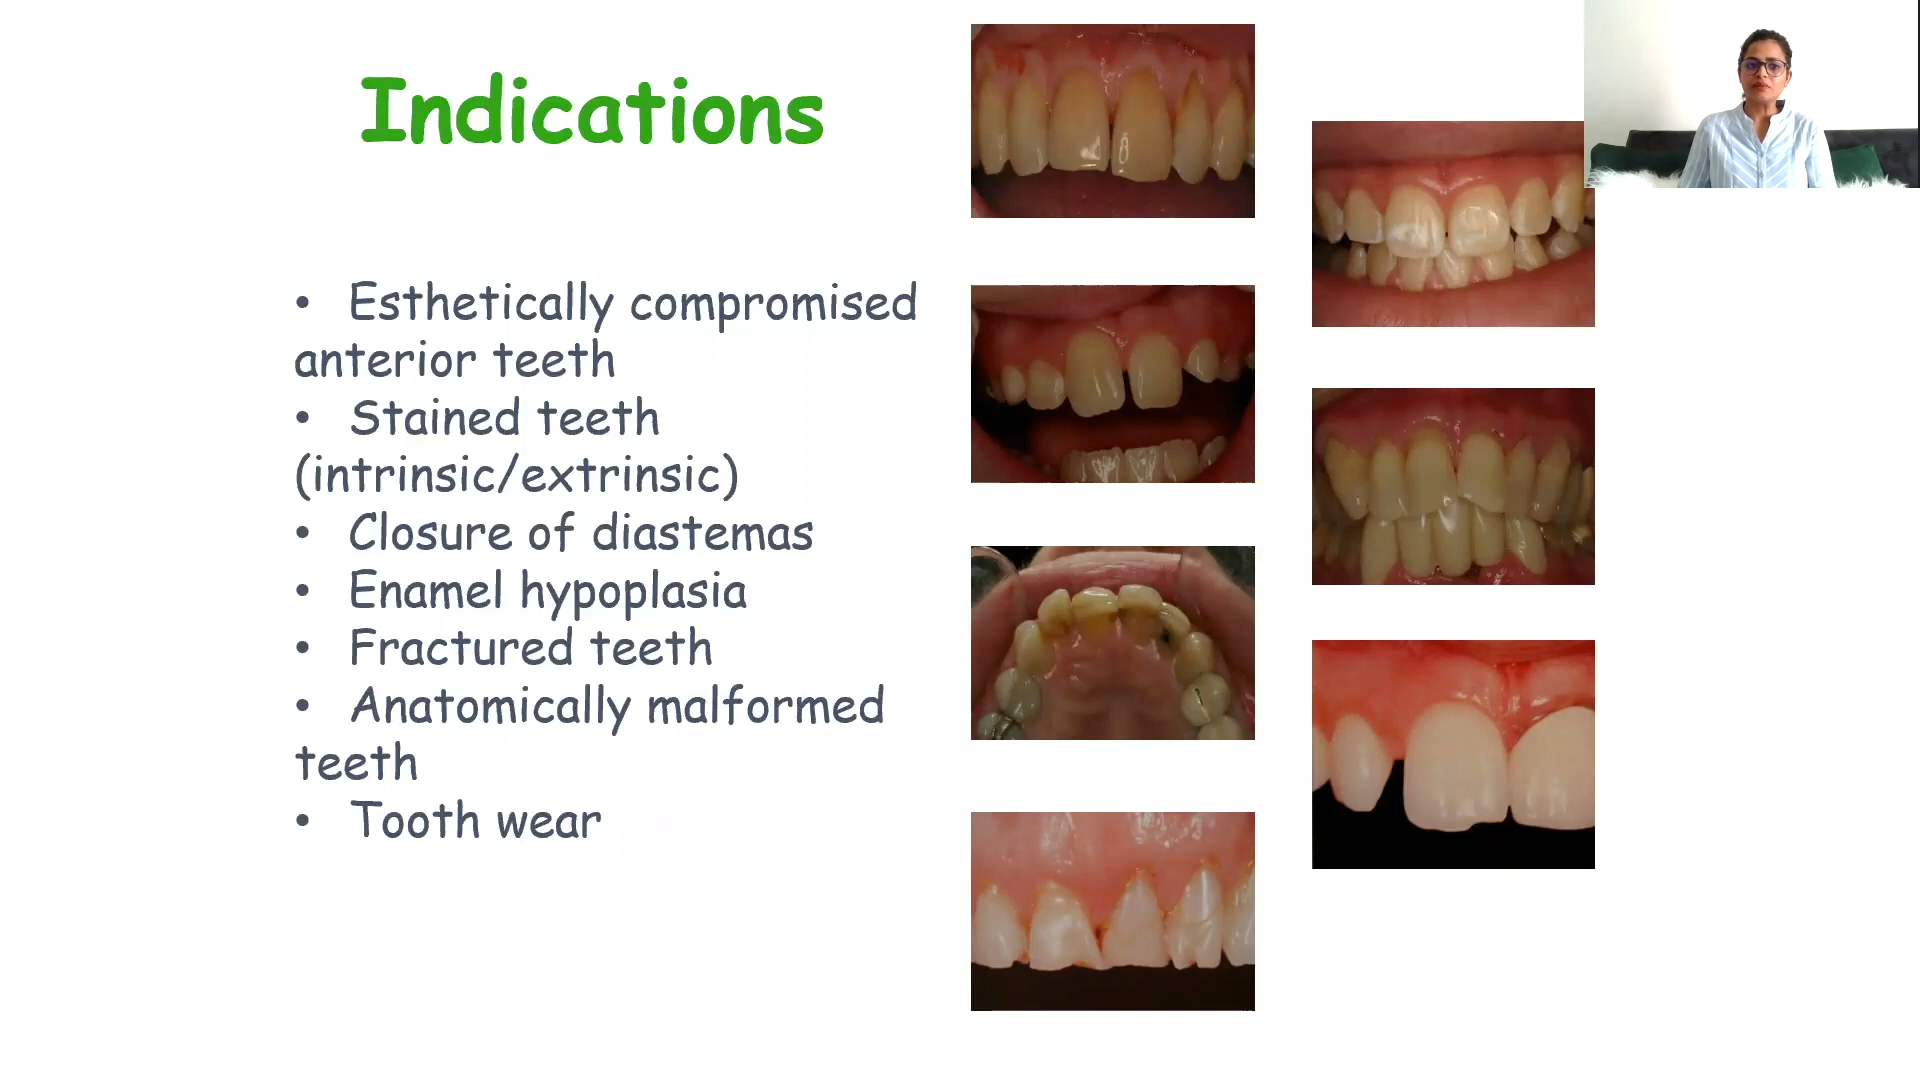 Indications
• Esthetically compromised
anterior teeth
• Stained teeth
(intrinsic/extrinsic)
• Closure of diastemas
• Enamel hypoplasia
• Fractured teeth
• Anatomically malformed
teeth
• Tooth wear